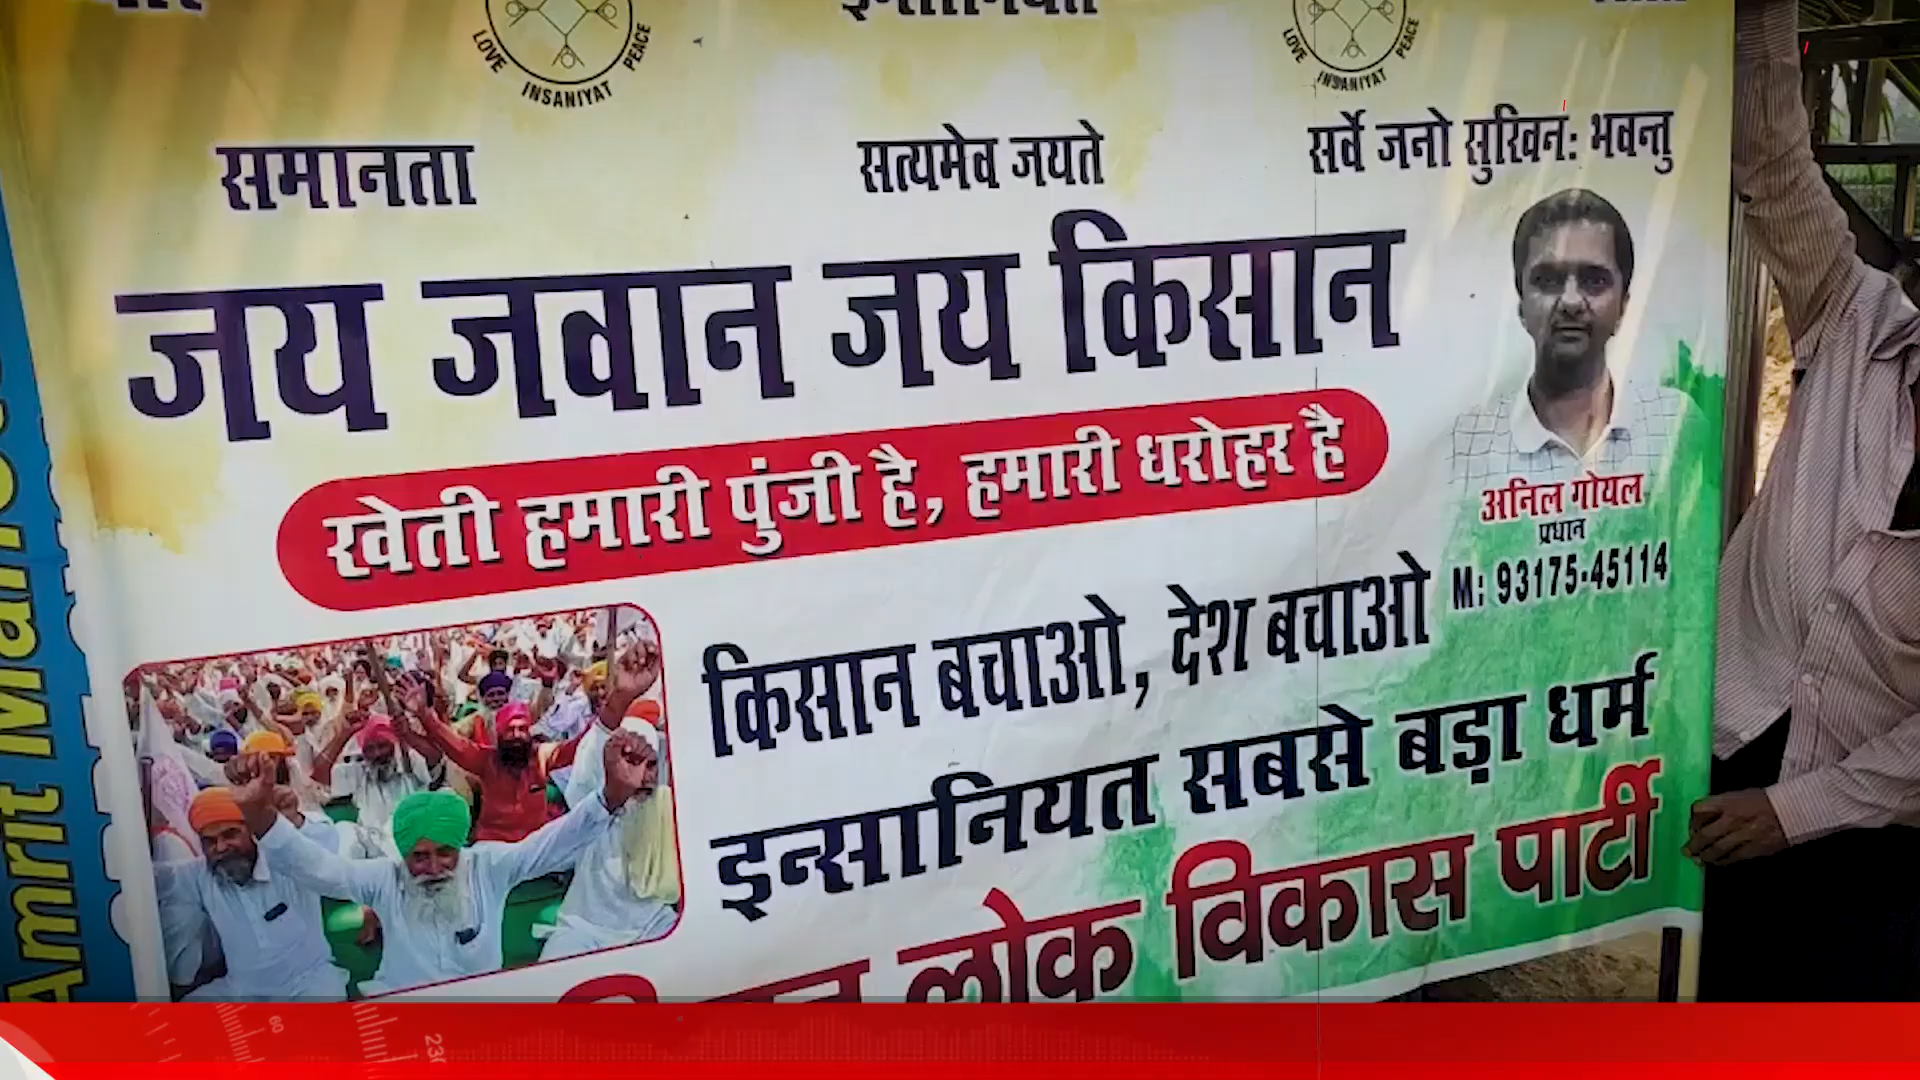 LOVE INSANIYAT PEACE
LOVE INSANIYAT PEACE
समानता
सत्यमेव जयते
सर्वे जनो सुखिनः भवन्तु
जय जवान जय किसान
खेती हमारी पुंजी है, हमारी धरोहर है
अनिल गोयल
प्रधान
M: 93175-45114
किसान बचाओ, देश बचाओ
इन्सानियत सबसे बड़ा धर्म
लोक विकास पार्टी
Amrit